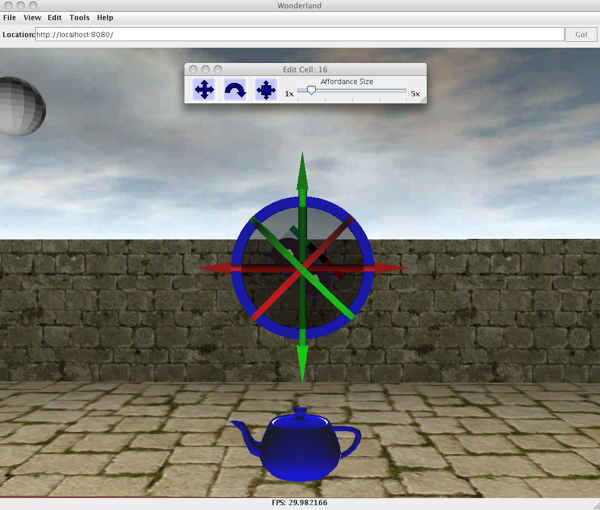 Wonderland
File View Edit Tools Help
Location: http://localhost:8080/ Go!
Edit Cell: 16
Affordance Size
1x 5x
FPS: 29.982166